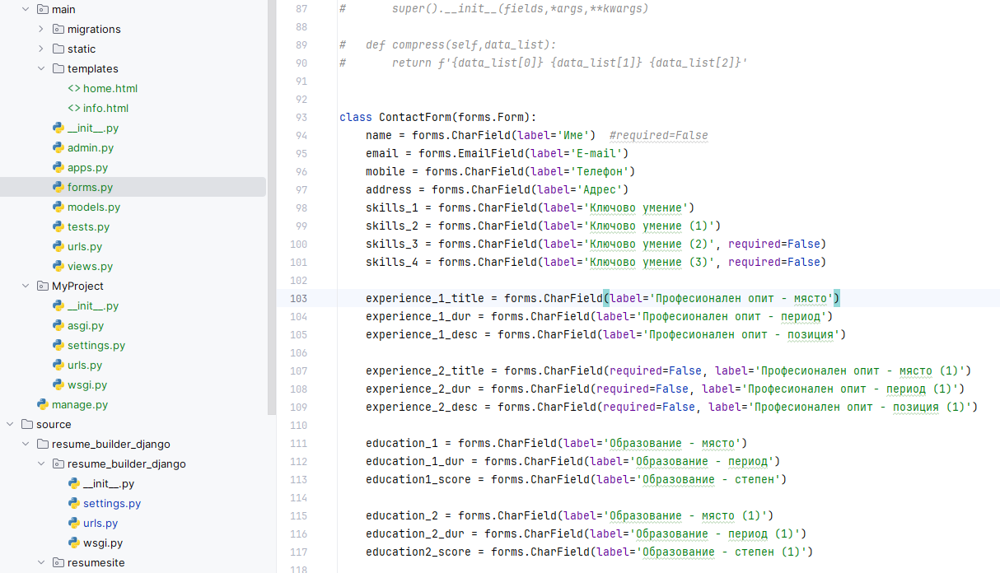 main
migrations
static
templates
<> home.html
<> info.html
__init__.py
admin.py
apps.py
forms.py
models.py
tests.py
urls.py
views.py
MyProject
__init__.py
asgi.py
settings.py
urls.py
wsgi.py
manage.py
source
resume_builder_django
resume_builder_django
__init__.py
settings.py
urls.py
wsgi.py
resumesite
87 #       super().__init__(fields,*args,**kwargs)
88
89 #   def compress(self,data_list):
90 #       return f'{data_list[0]} {data_list[1]} {data_list[2]}'
91
92
93 class ContactForm(forms.Form):
94     name = forms.CharField(label='Име')  #required=False
95     email = forms.EmailField(label='E-mail')
96     mobile = forms.CharField(label='Телефон')
97     address = forms.CharField(label='Адрес')
98     skills_1 = forms.CharField(label='Ключово умение')
99     skills_2 = forms.CharField(label='Ключово умение (1)')
100     skills_3 = forms.CharField(label='Ключово умение (2)', required=False)
101     skills_4 = forms.CharField(label='Ключово умение (3)', required=False)
102
103     experience_1_title = forms.CharField(label='Професионален опит - място')
104     experience_1_dur = forms.CharField(label='Професионален опит - период')
105     experience_1_desc = forms.CharField(label='Професионален опит - позиция')
106
107     experience_2_title = forms.CharField(required=False, label='Професионален опит - място (1)')
108     experience_2_dur = forms.CharField(required=False, label='Професионален опит - период (1)')
109     experience_2_desc = forms.CharField(required=False, label='Професионален опит - позиция (1)')
110
111     education_1 = forms.CharField(label='Образование - място')
112     education_1_dur = forms.CharField(label='Образование - период')
113     education1_score = forms.CharField(label='Образование - степен')
114
115     education_2 = forms.CharField(label='Образование - място (1)')
116     education_2_dur = forms.CharField(label='Образование - период (1)')
117     education2_score = forms.CharField(label='Образование - степен (1)')
118